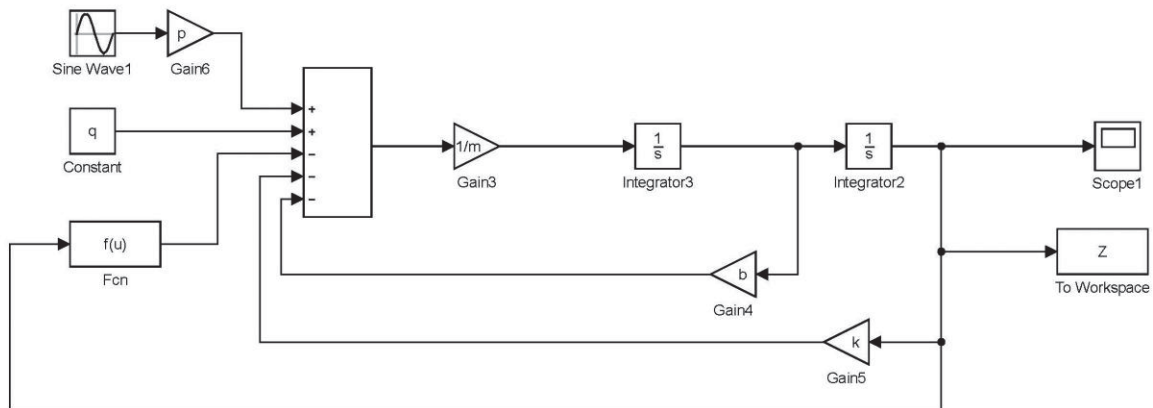 p
Sine Wave1
Gain6
+
q
+
Constant
−
−
−
1/m
Gain3
1
s
Integrator3
1
s
Integrator2
Scope1
f(u)
Fcn
b
Gain4
Z
To Workspace
k
Gain5